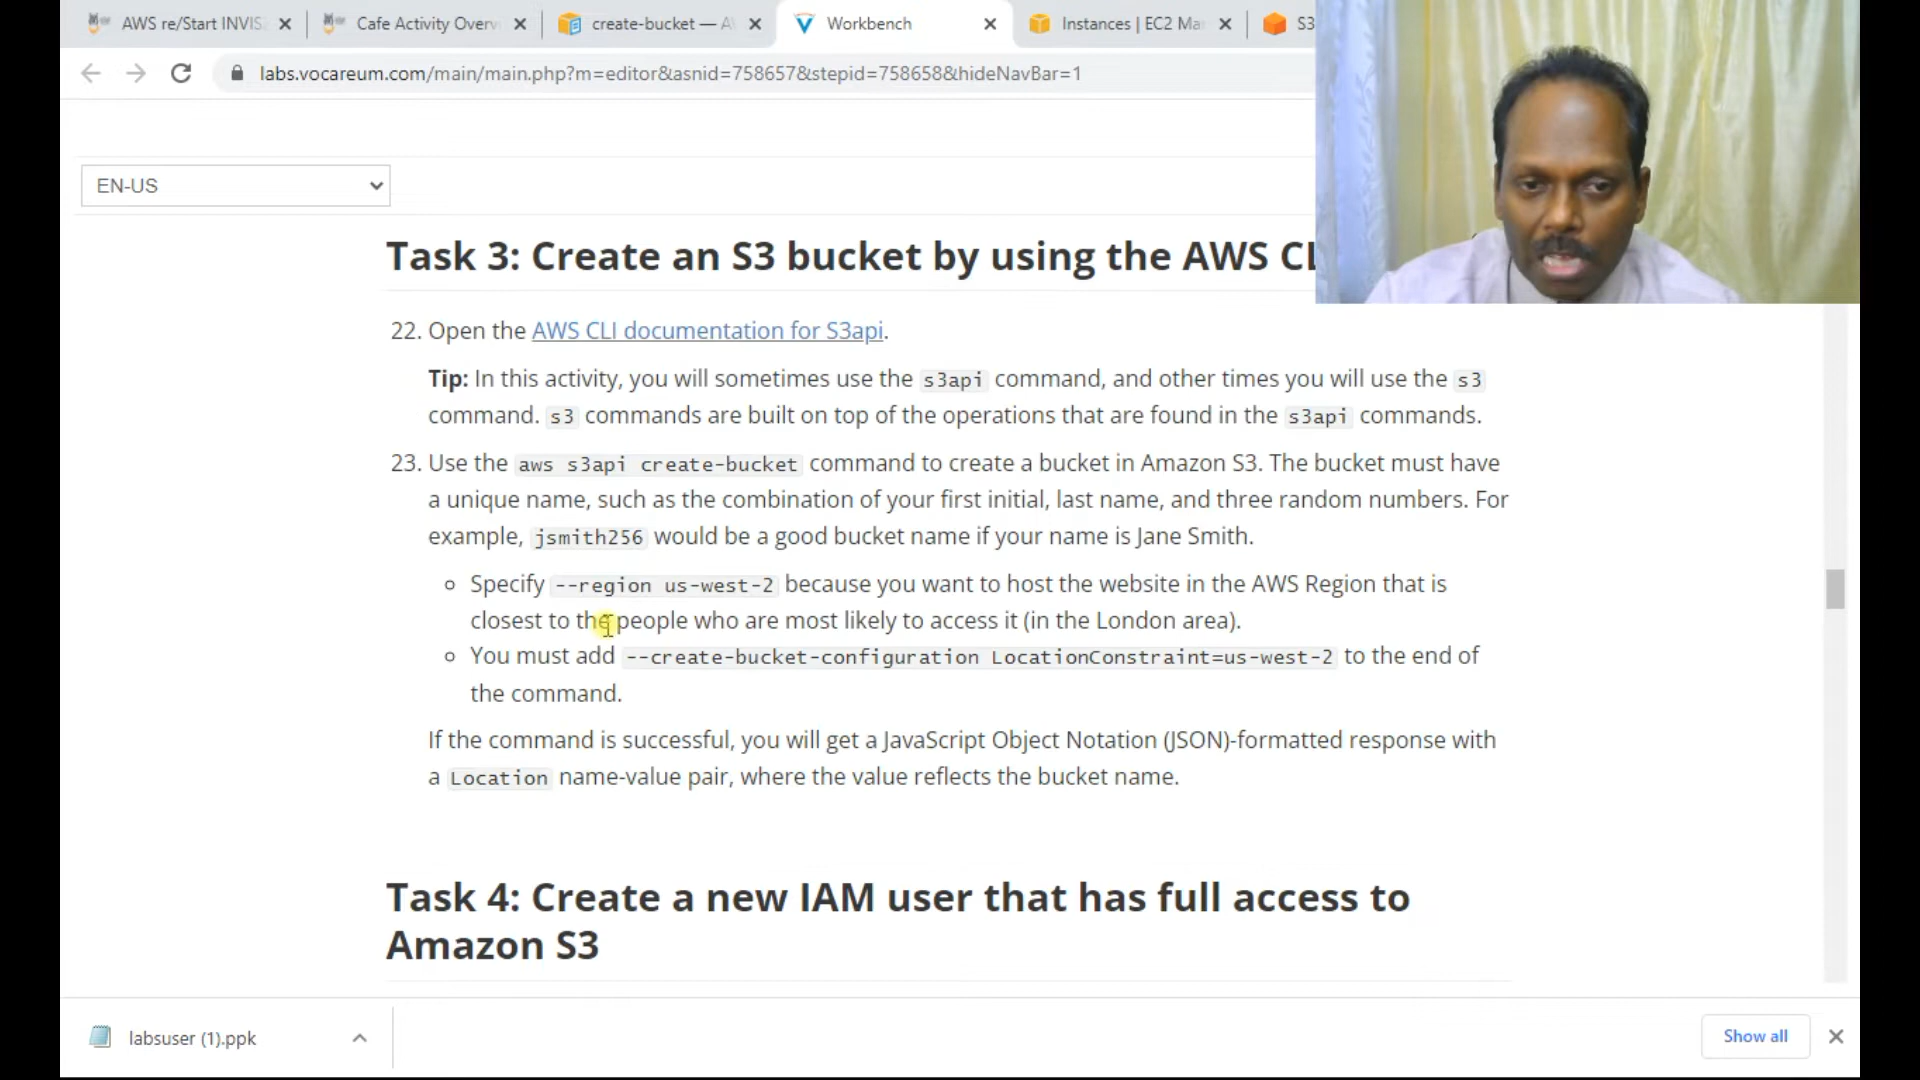 AWS re/Start INVIS
Cafe Activity Overv
create-bucket — A
Workbench
Instances | EC2 Ma
S3
labs.vocareum.com/main/main.php?m=editor&asnid=758657&stepid=758658&hideNavBar=1
EN-US
Task 3: Create an S3 bucket by using the AWS CL
22. Open the AWS CLI documentation for S3api.
Tip: In this activity, you will sometimes use the s3api command, and other times you will use the s3
command. s3 commands are built on top of the operations that are found in the s3api commands.
23. Use the aws s3api create-bucket command to create a bucket in Amazon S3. The bucket must have
a unique name, such as the combination of your first initial, last name, and three random numbers. For
example, jsmith256 would be a good bucket name if your name is Jane Smith.
Specify --region us-west-2 because you want to host the website in the AWS Region that is
closest to the people who are most likely to access it (in the London area).
You must add --create-bucket-configuration LocationConstraint=us-west-2 to the end of
the command.
If the command is successful, you will get a JavaScript Object Notation (JSON)-formatted response with
a Location name-value pair, where the value reflects the bucket name.
Task 4: Create a new IAM user that has full access to
Amazon S3
labsuser (1).ppk
Show all